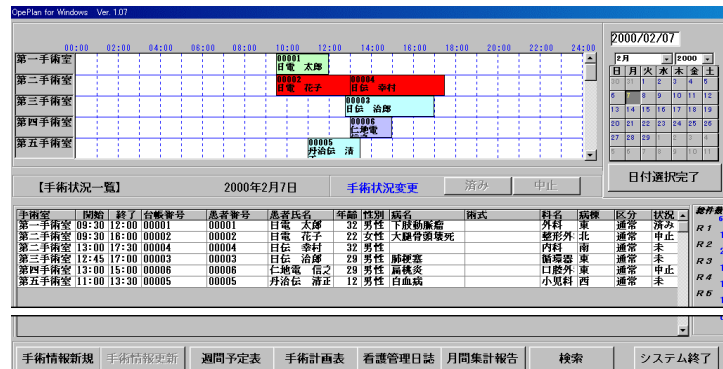 OpePlan for Windows Ver. 1.07
2000/02/07
00:00 02:00 04:00 06:00 08:00 10:00 12:00 14:00 16:00 18:00 20:00 22:00 24:00
2月 2000
日 月 火 水 木 金 土
30 31 1 2 3 4 5
6 7 8 9 10 11 12
13 14 15 16 17 18 19
20 21 22 23 24 25 26
27 28 29 1 2 3 4
5 6 7 8 9 10 11
日付選択完了
第一手術室 00001
日電 太郎
第二手術室 00002 00004
日電 花子 日伝 幸村
第三手術室 00003
日伝 治郎
第四手術室 00006
仁地電
第五手術室 00005
丹治伝 清
【手術状況一覧】 2000年2月7日 手術状況変更 済み 中止
手術室 開始 終了 台帳番号 患者番号 患者氏名 年齢 性別 病名 術式 科名 病棟 区分 状況
第一手術室 09:30 12:00 00001 00001 日電 太郎 32 男性 下肢動脈瘤 外科 東 通常 済み
第二手術室 09:30 16:00 00002 00002 日電 花子 22 女性 大腿骨頭壊死 整形外 北 通常 中止
第二手術室 13:00 17:30 00004 00004 日伝 幸村 32 男性 内科 南 通常 未
第三手術室 12:45 17:00 00003 00003 日伝 治郎 29 男性 肺梗塞 循環器 東 通常 未
第四手術室 13:00 15:00 00006 00006 仁地電 信之 29 男性 扁桃炎 口腔外 東 通常 中止
第五手術室 11:00 13:30 00005 00005 丹治伝 清正 12 男性 白血病 小児科 西 通常 未
総件数
6
R 1
R 2
R 3
R 4
R 5
手術情報新規 手術情報更新 週間予定表 手術計画表 看護管理日誌 月間集計報告 検索 システム終了